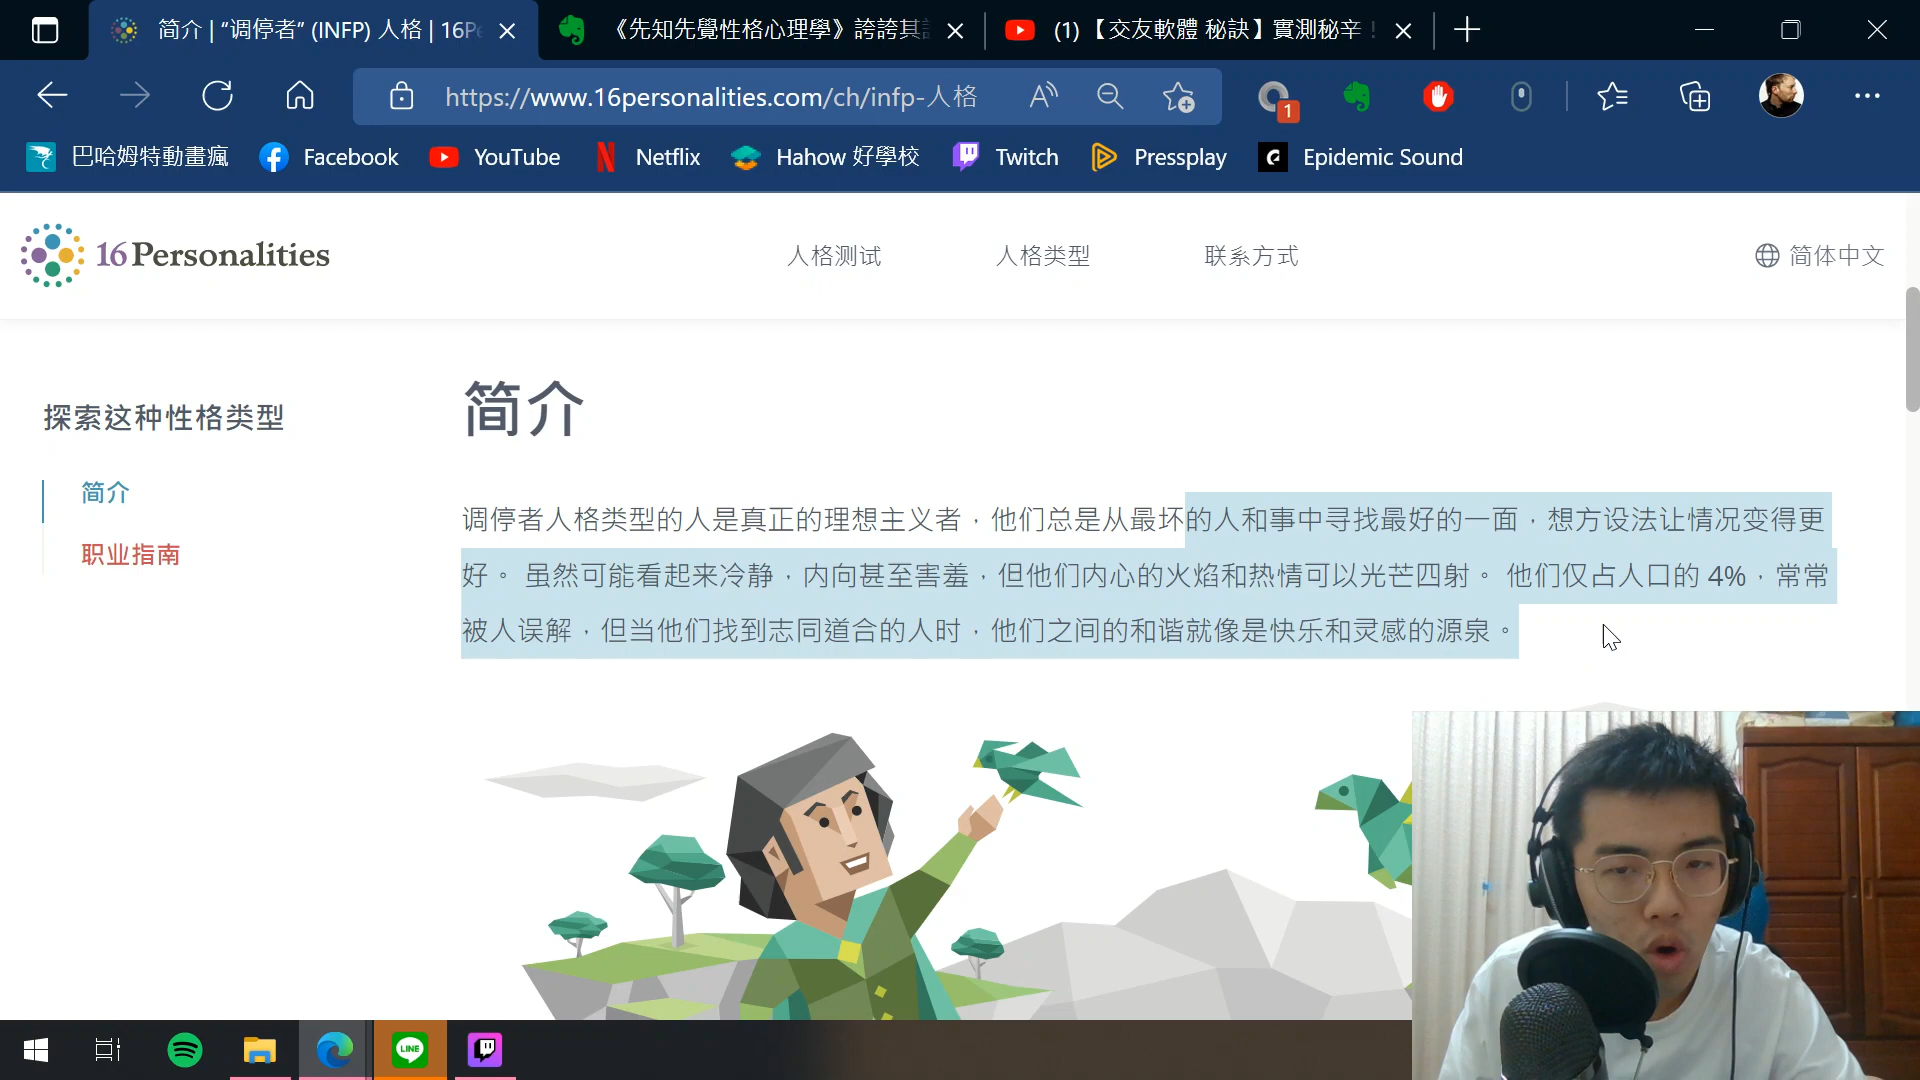 简介 | “调停者” (INFP) 人格 | 16Pe
《先知先覺性格心理學》誇誇其
(1) 【交友軟體 秘訣】實測秘辛！
https://www.16personalities.com/ch/infp-人格
1
巴哈姆特動畫瘋
Facebook
YouTube
Netflix
Hahow 好學校
Twitch
Pressplay
Epidemic Sound
16Personalities
人格测试
人格类型
联系方式
简体中文
探索这种性格类型
简介
职业指南
简介
调停者人格类型的人是真正的理想主义者，他们总是从最坏的人和事中寻找最好的一面，想方设法让情况变得更
好。 虽然可能看起来冷静，内向甚至害羞，但他们内心的火焰和热情可以光芒四射。 他们仅占人口的 4%，常常
被人误解，但当他们找到志同道合的人时，他们之间的和谐就像是快乐和灵感的源泉。
LINE